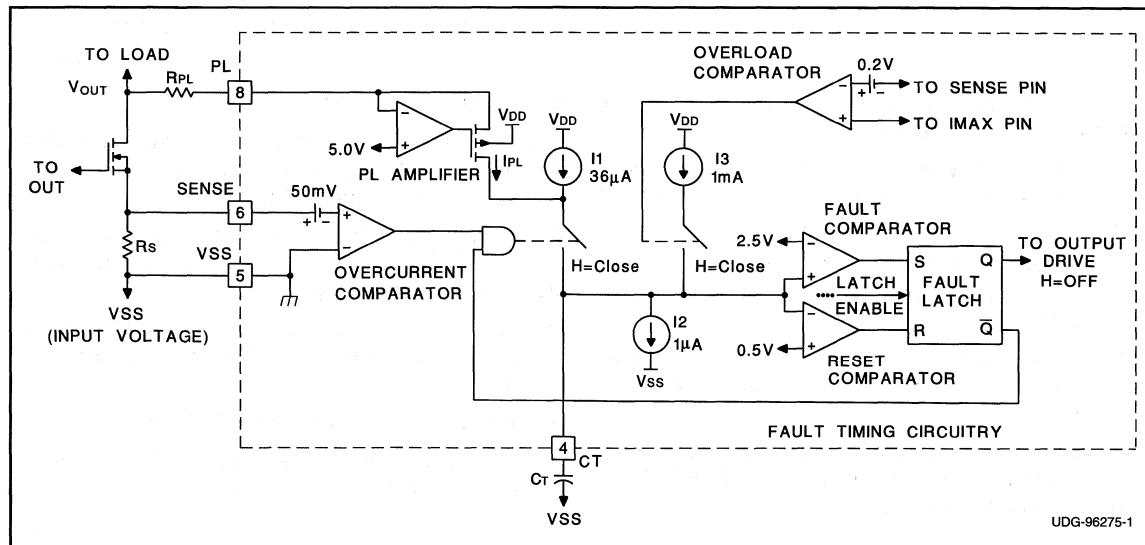 TO LOAD
VOUT
RPL
PL
8
5.0V
PL AMPLIFIER
VDD
IPL
VDD
I1
36µA
OVERLOAD
COMPARATOR
0.2V
TO SENSE PIN
TO IMAX PIN
VDD
I3
1mA
TO
OUT
SENSE
6
50mV
RS
VSS
5
VSS
(INPUT VOLTAGE)
OVERCURRENT
COMPARATOR
H=Close
H=Close
I2
1µA
VSS
FAULT
COMPARATOR
2.5V
LATCH
ENABLE
0.5V
RESET
COMPARATOR
S
Q
FAULT
LATCH
R
Q
TO OUTPUT
DRIVE
H=OFF
FAULT TIMING CIRCUITRY
4
CT
CT
VSS
UDG-96275-1